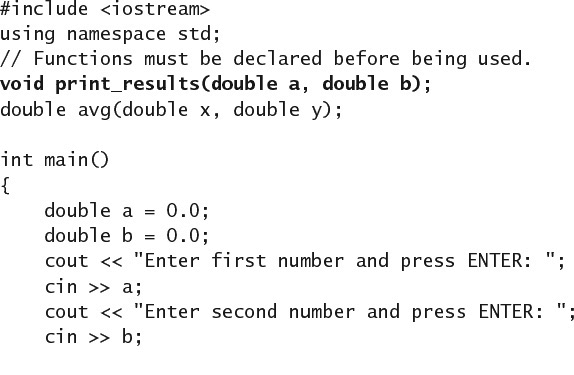 #include <iostream>
using namespace std;
// Functions must be declared before being used.
void print_results(double a, double b);
double avg(double x, double y);
int main()
{
    double a = 0.0;
    double b = 0.0;
    cout << "Enter first number and press ENTER: ";
    cin >> a;
    cout << "Enter second number and press ENTER: ";
    cin >> b;